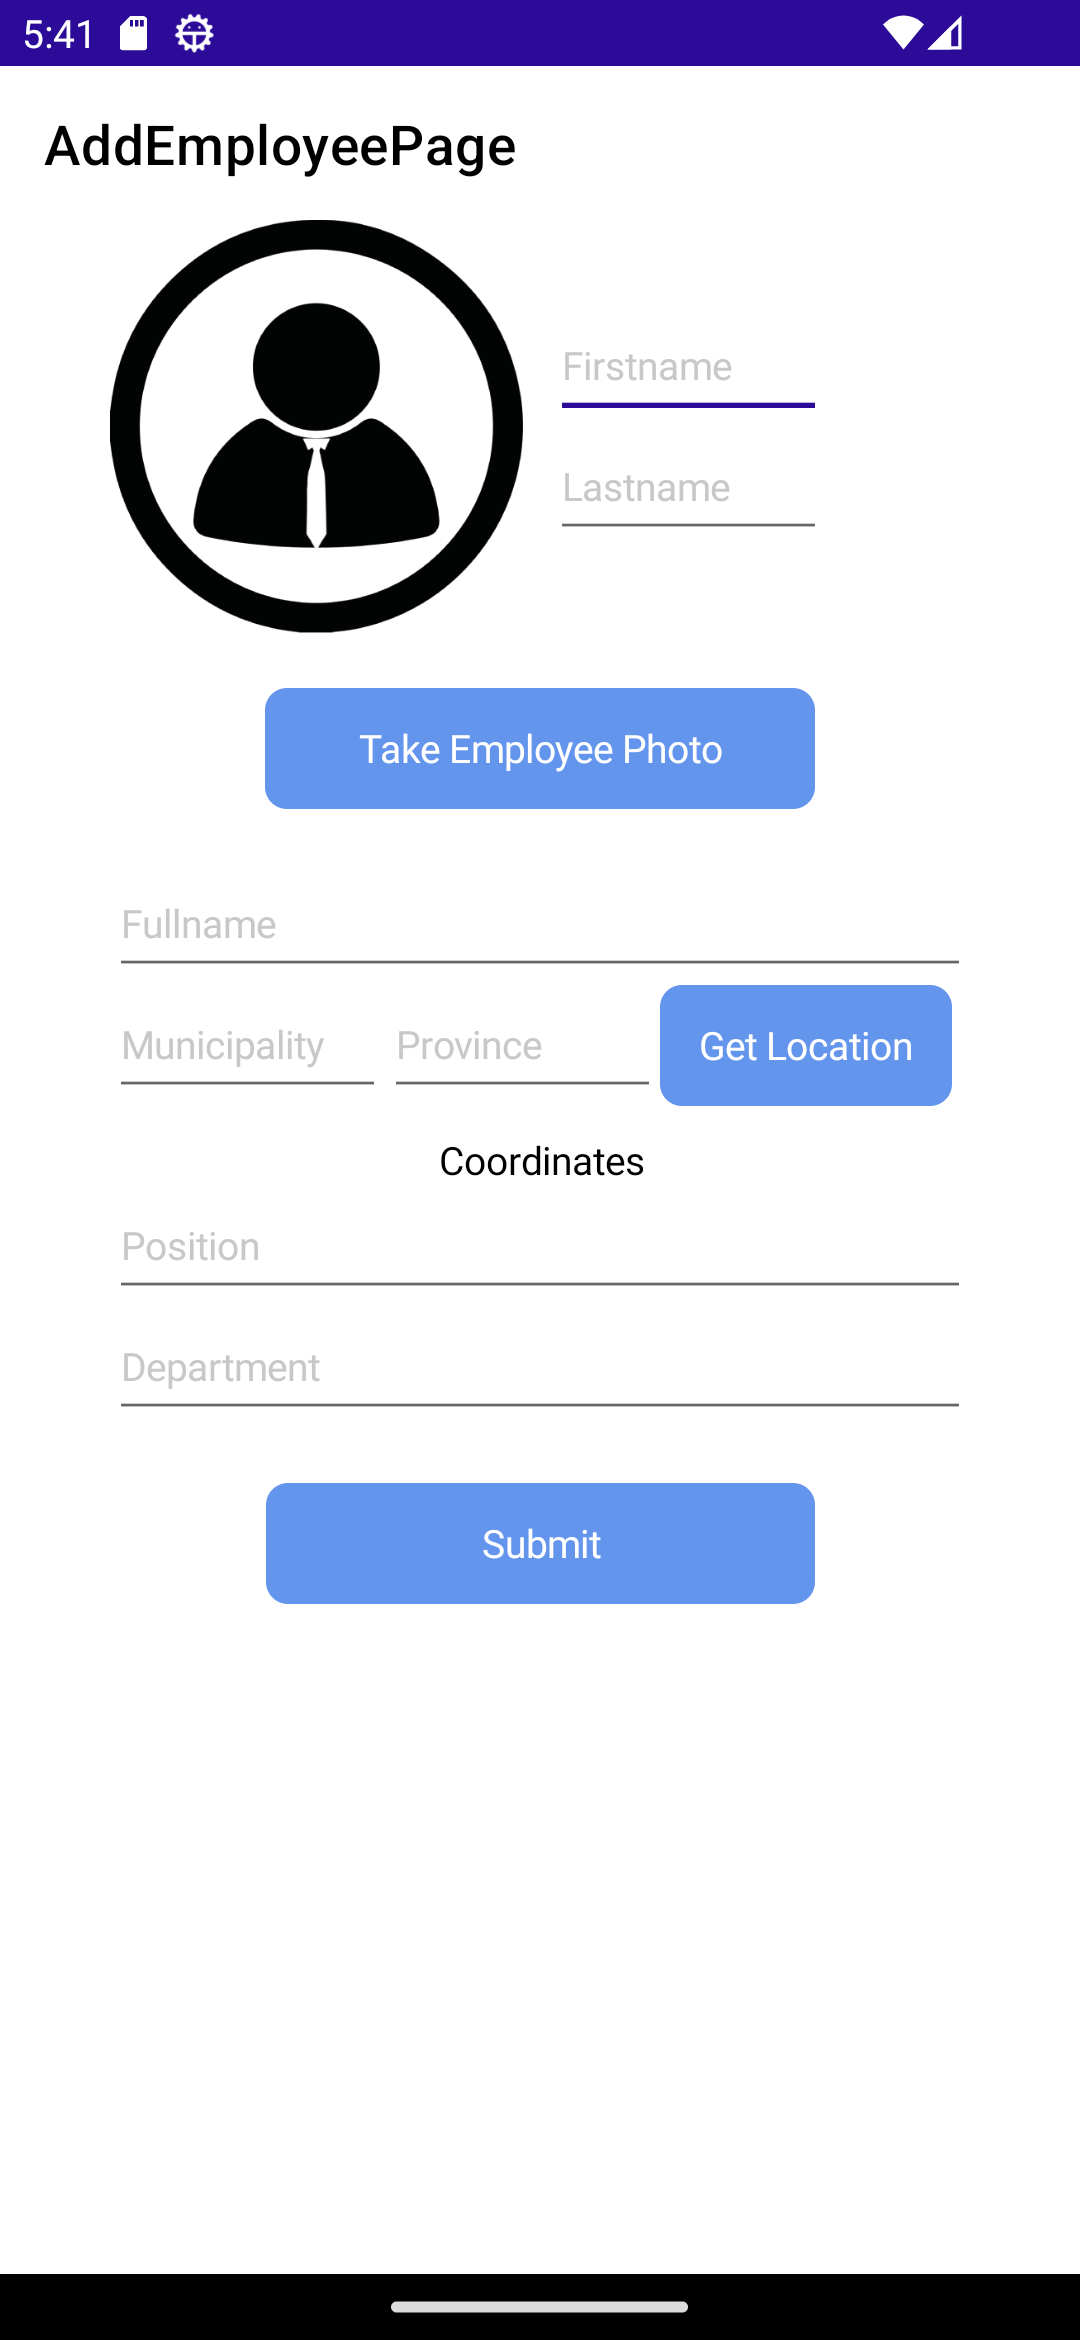 5:41
AddEmployeePage
Firstname
Lastname
Take Employee Photo
Fullname
Municipality Province Get Location
Coordinates
Position
Department
Submit